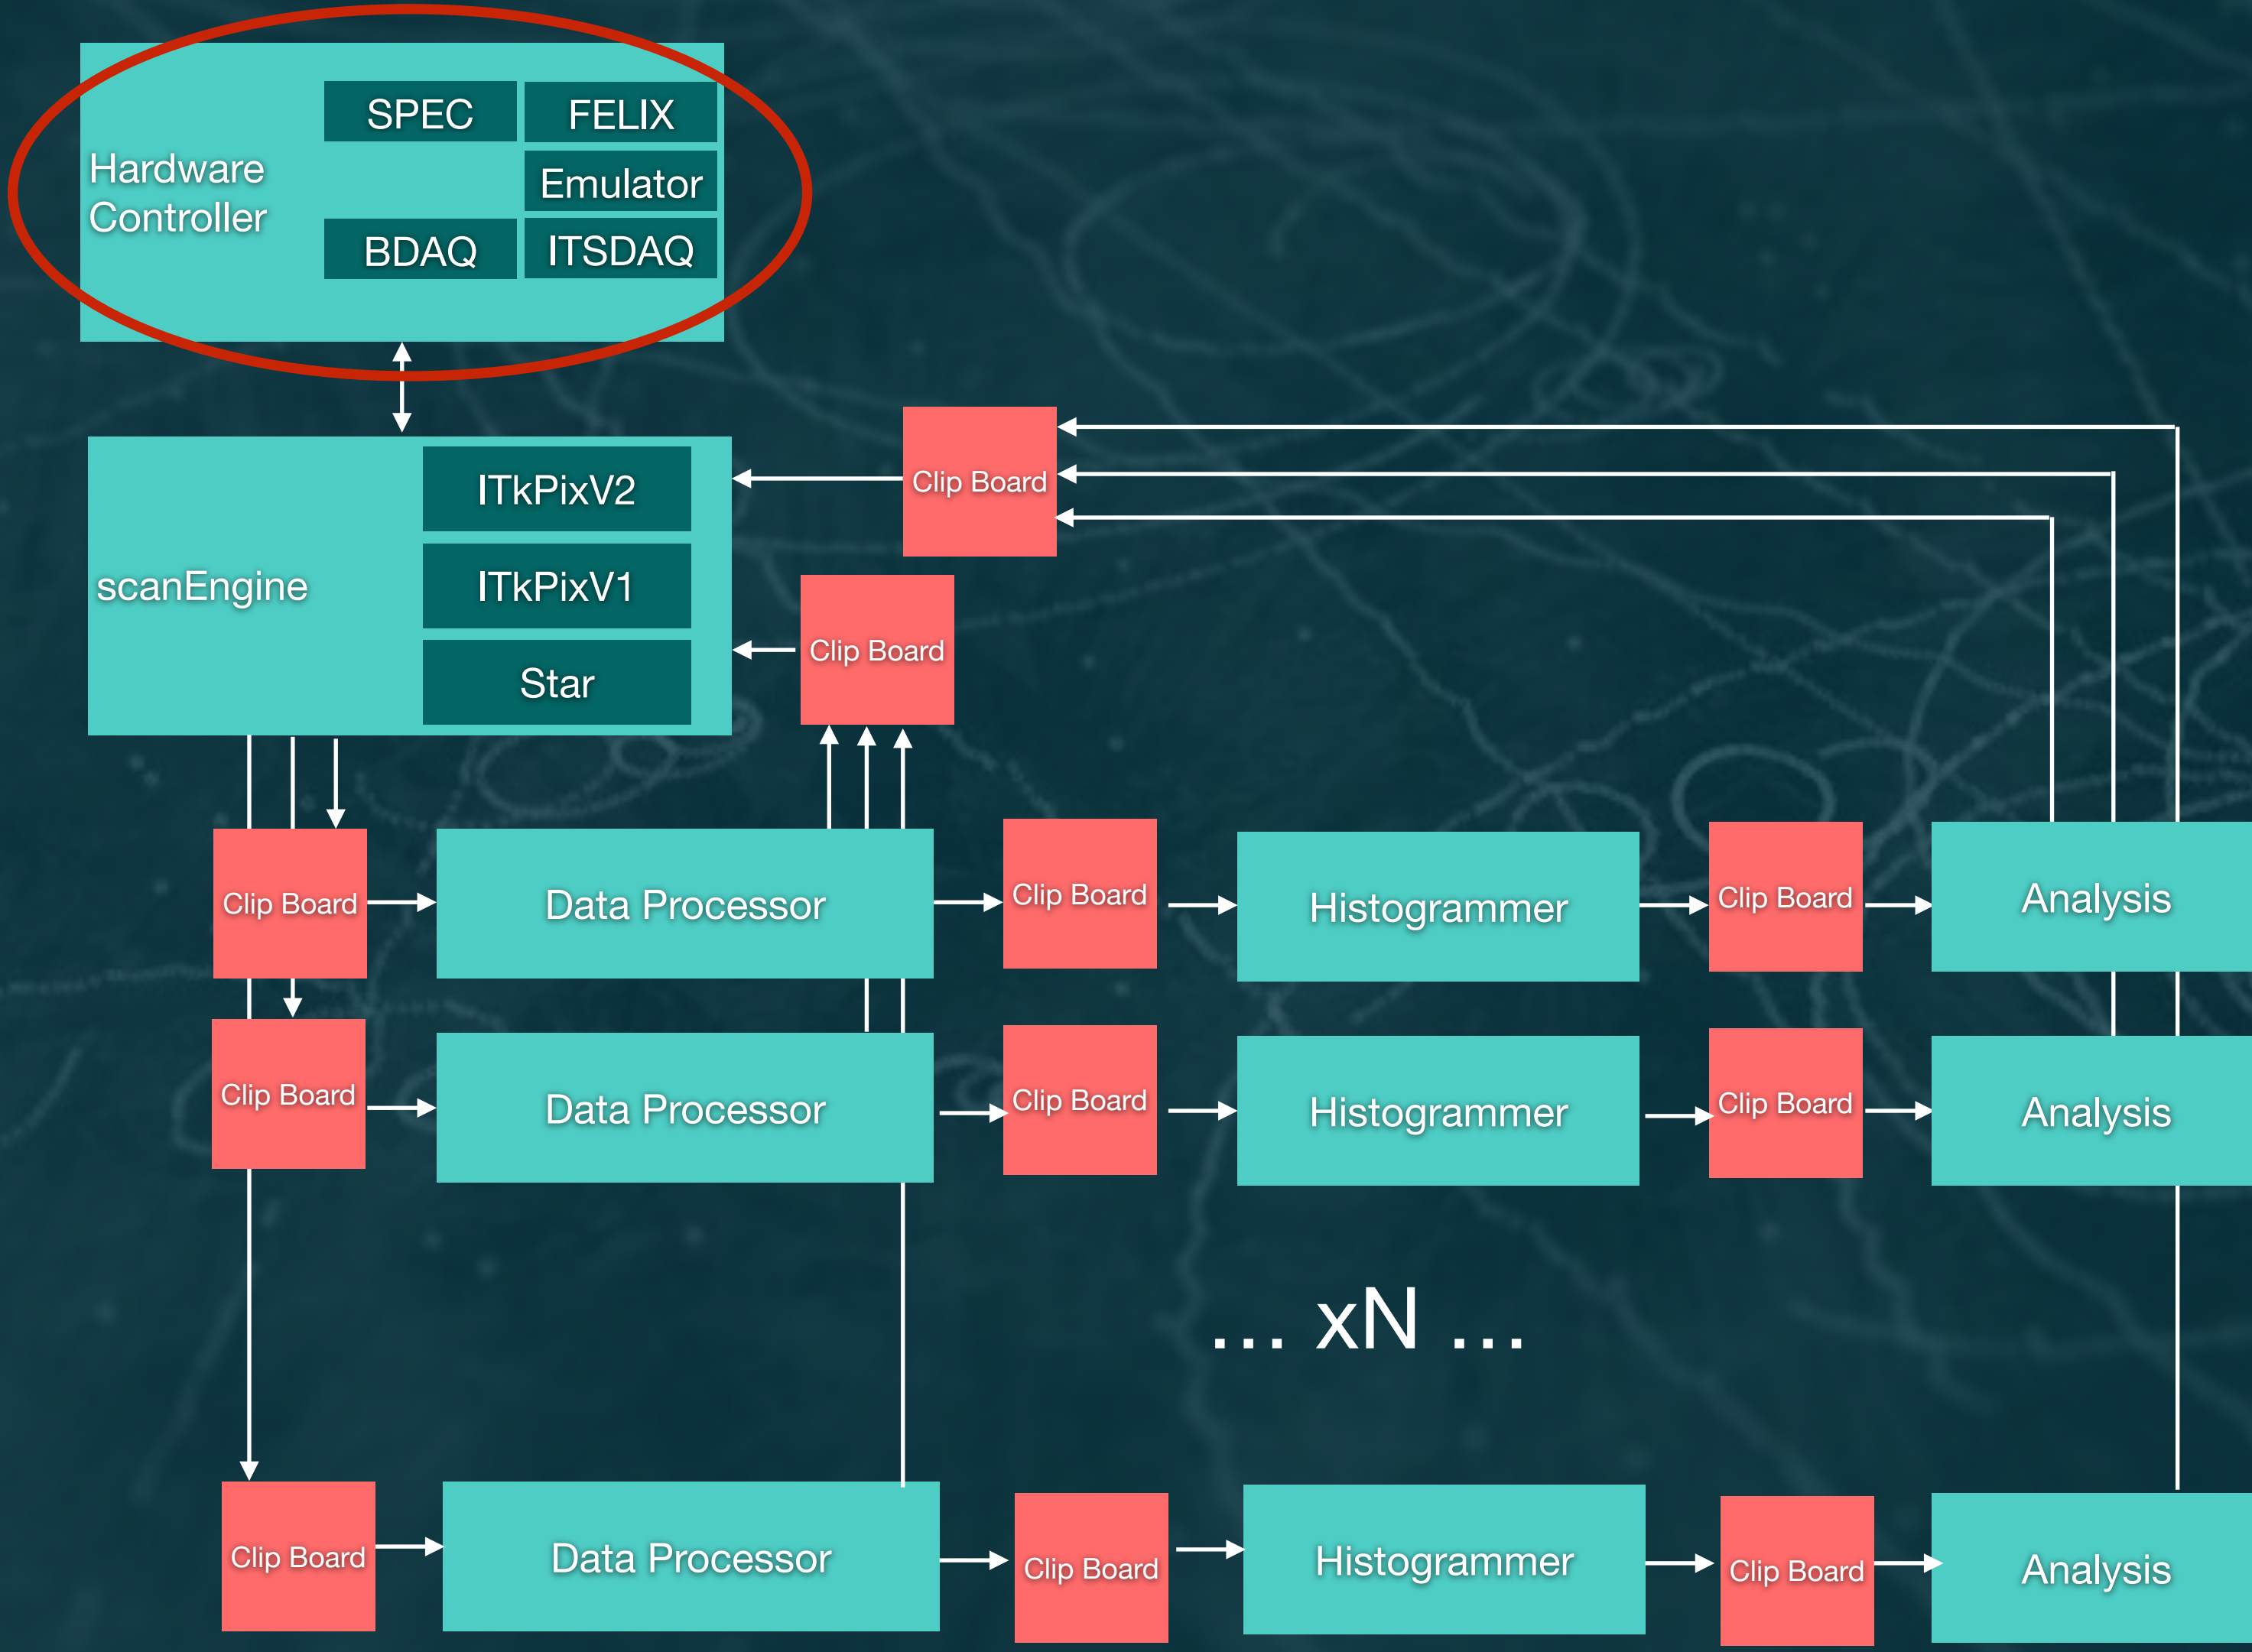 SPEC
FELIX
Hardware
Controller
Emulator
BDAQ
ITSDAQ
ITkPixV2
Clip Board
scanEngine
ITkPixV1
Clip Board
Star
Clip Board
Data Processor
Clip Board
Histogrammer
Clip Board
Analysis
Clip Board
Data Processor
Clip Board
Histogrammer
Clip Board
Analysis
... xN ...
Clip Board
Data Processor
Clip Board
Histogrammer
Clip Board
Analysis